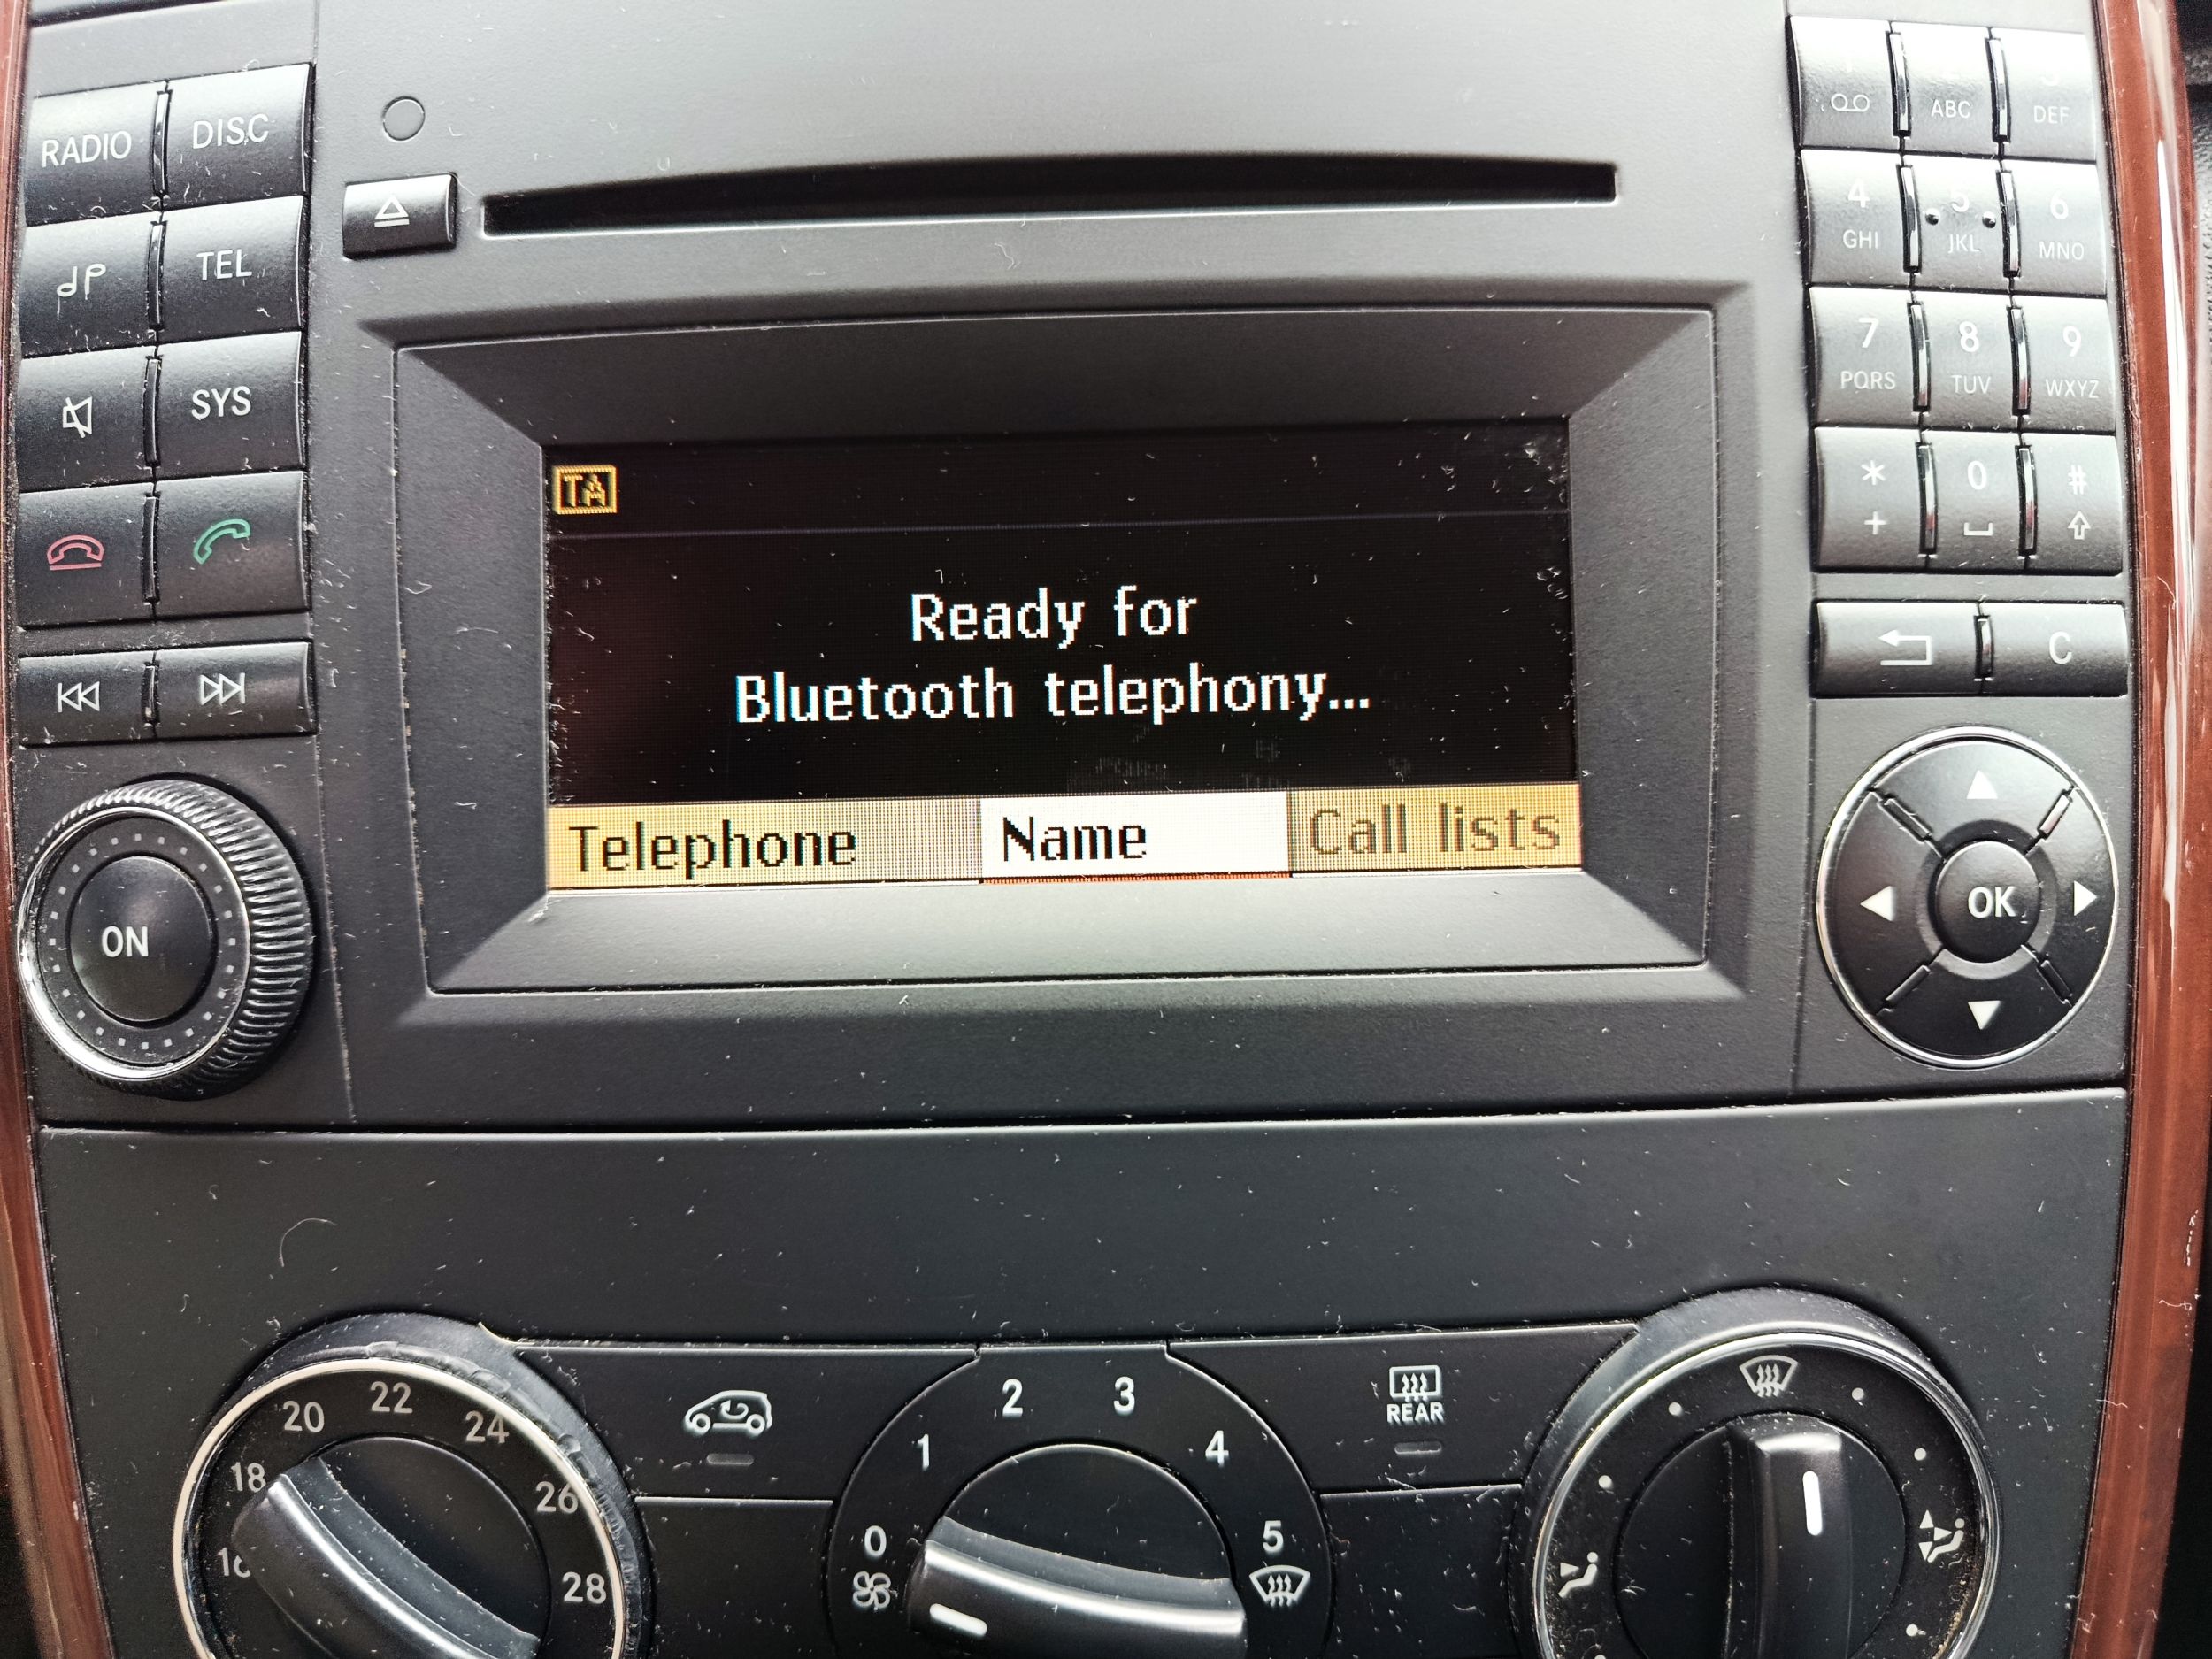 RADIO DISC
TEL
SYS
ON
TA
Ready for
Bluetooth telephony...
Telephone Name Call lists
ABC DEF
4 GHI 5 JKL 6 MNO
7 PQRS 8 TUV 9 WXYZ
* + 0 #
C
OK
16 18 20 22 24 26 28
0 1 2 3 4 5
REAR